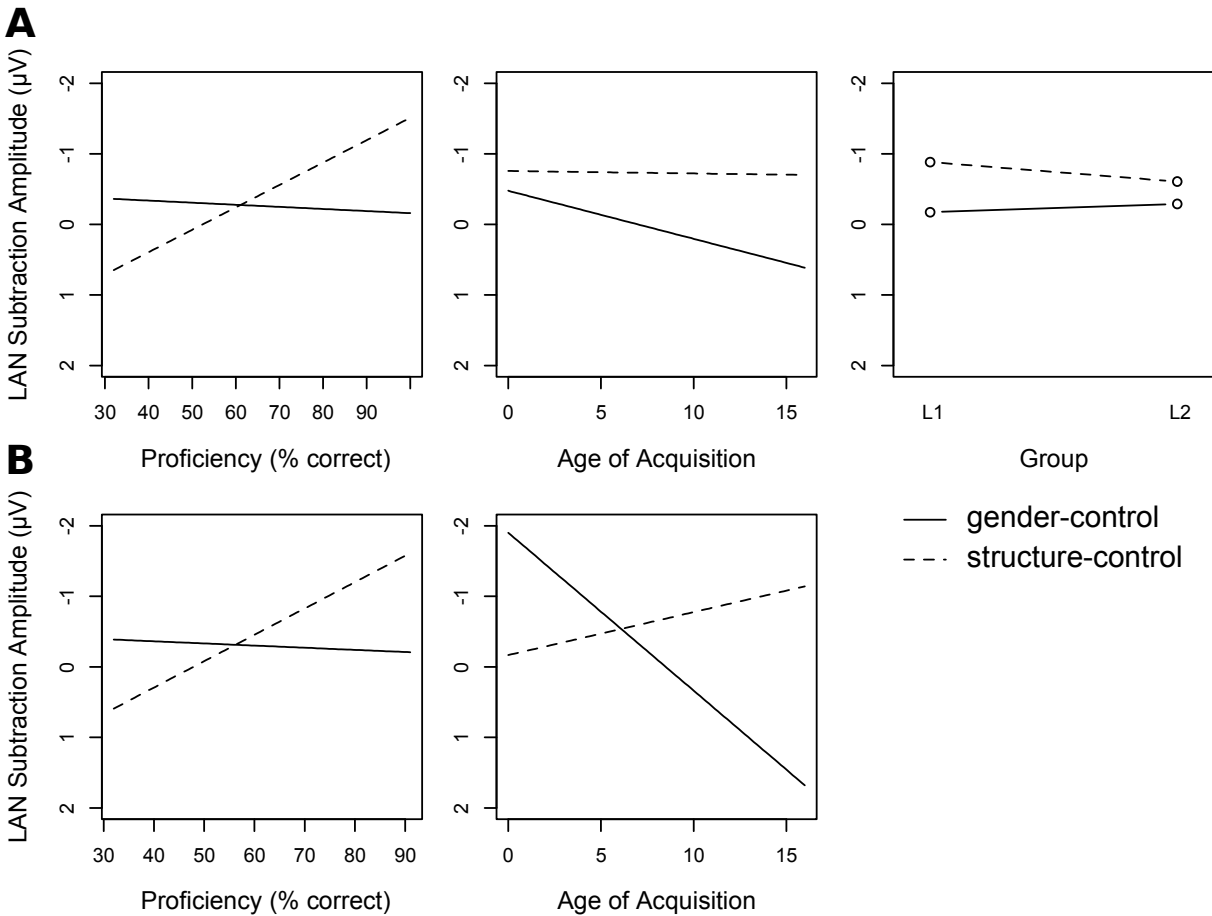 A
LAN Subtraction Amplitude (µV)
-2
-1
0
1
2
30 40 50 60 70 80 90
Proficiency (% correct)
-2
-1
0
1
2
0 5 10 15
Age of Acquisition
-2
-1
0
1
2
L1 L2
Group
B
LAN Subtraction Amplitude (µV)
-2
-1
0
1
2
30 40 50 60 70 80 90
Proficiency (% correct)
-2
-1
0
1
2
0 5 10 15
Age of Acquisition
gender-control
structure-control